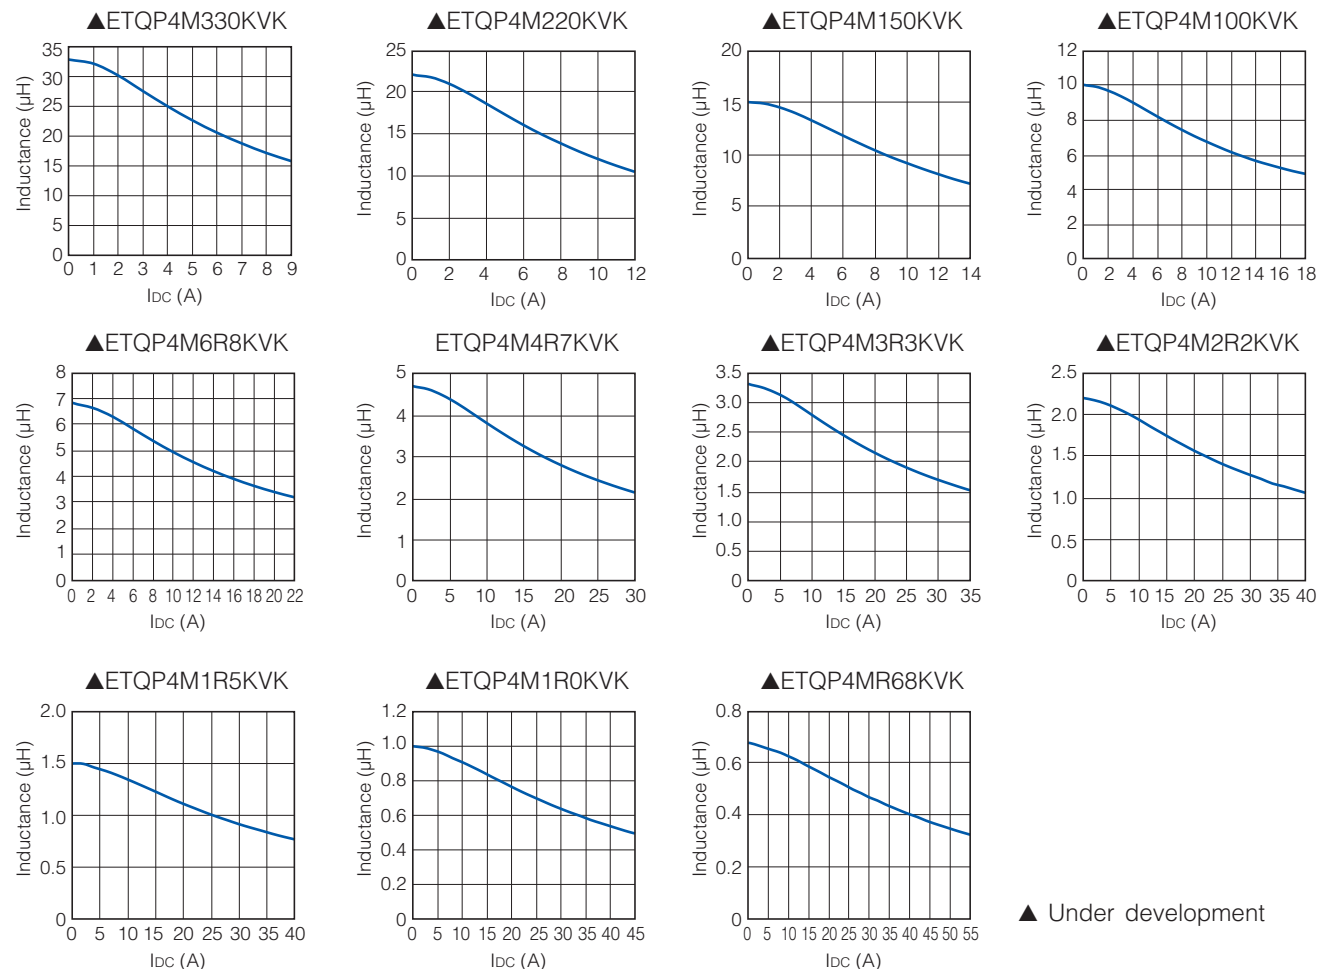 ▲ETQP4M330KVK
Inductance (µH)
35
30
25
20
15
10
5
0
0 1 2 3 4 5 6 7 8 9
IDC (A)
▲ETQP4M220KVK
Inductance (µH)
25
20
15
10
5
0
0 2 4 6 8 10 12
IDC (A)
▲ETQP4M150KVK
Inductance (µH)
20
15
10
5
0
0 2 4 6 8 10 12 14
IDC (A)
▲ETQP4M100KVK
Inductance (µH)
12
10
8
6
4
2
0
0 2 4 6 8 10 12 14 16 18
IDC (A)
▲ETQP4M6R8KVK
Inductance (µH)
8
7
6
5
4
3
2
1
0
0 2 4 6 8 10 12 14 16 18 20 22
IDC (A)
ETQP4M4R7KVK
Inductance (µH)
5
4
3
2
1
0
0 5 10 15 20 25 30
IDC (A)
▲ETQP4M3R3KVK
Inductance (µH)
3.5
3.0
2.5
2.0
1.5
1.0
0.5
0
0 5 10 15 20 25 30 35
IDC (A)
▲ETQP4M2R2KVK
Inductance (µH)
2.5
2.0
1.5
1.0
0.5
0
0 5 10 15 20 25 30 35 40
IDC (A)
▲ETQP4M1R5KVK
Inductance (µH)
2.0
1.5
1.0
0.5
0
0 5 10 15 20 25 30 35 40
IDC (A)
▲ETQP4M1R0KVK
Inductance (µH)
1.2
1.0
0.8
0.6
0.4
0.2
0
0 5 10 15 20 25 30 35 40 45
IDC (A)
▲ETQP4MR68KVK
Inductance (µH)
0.8
0.6
0.4
0.2
0
0 5 10 15 20 25 30 35 40 45 50 55
IDC (A)
▲ Under development